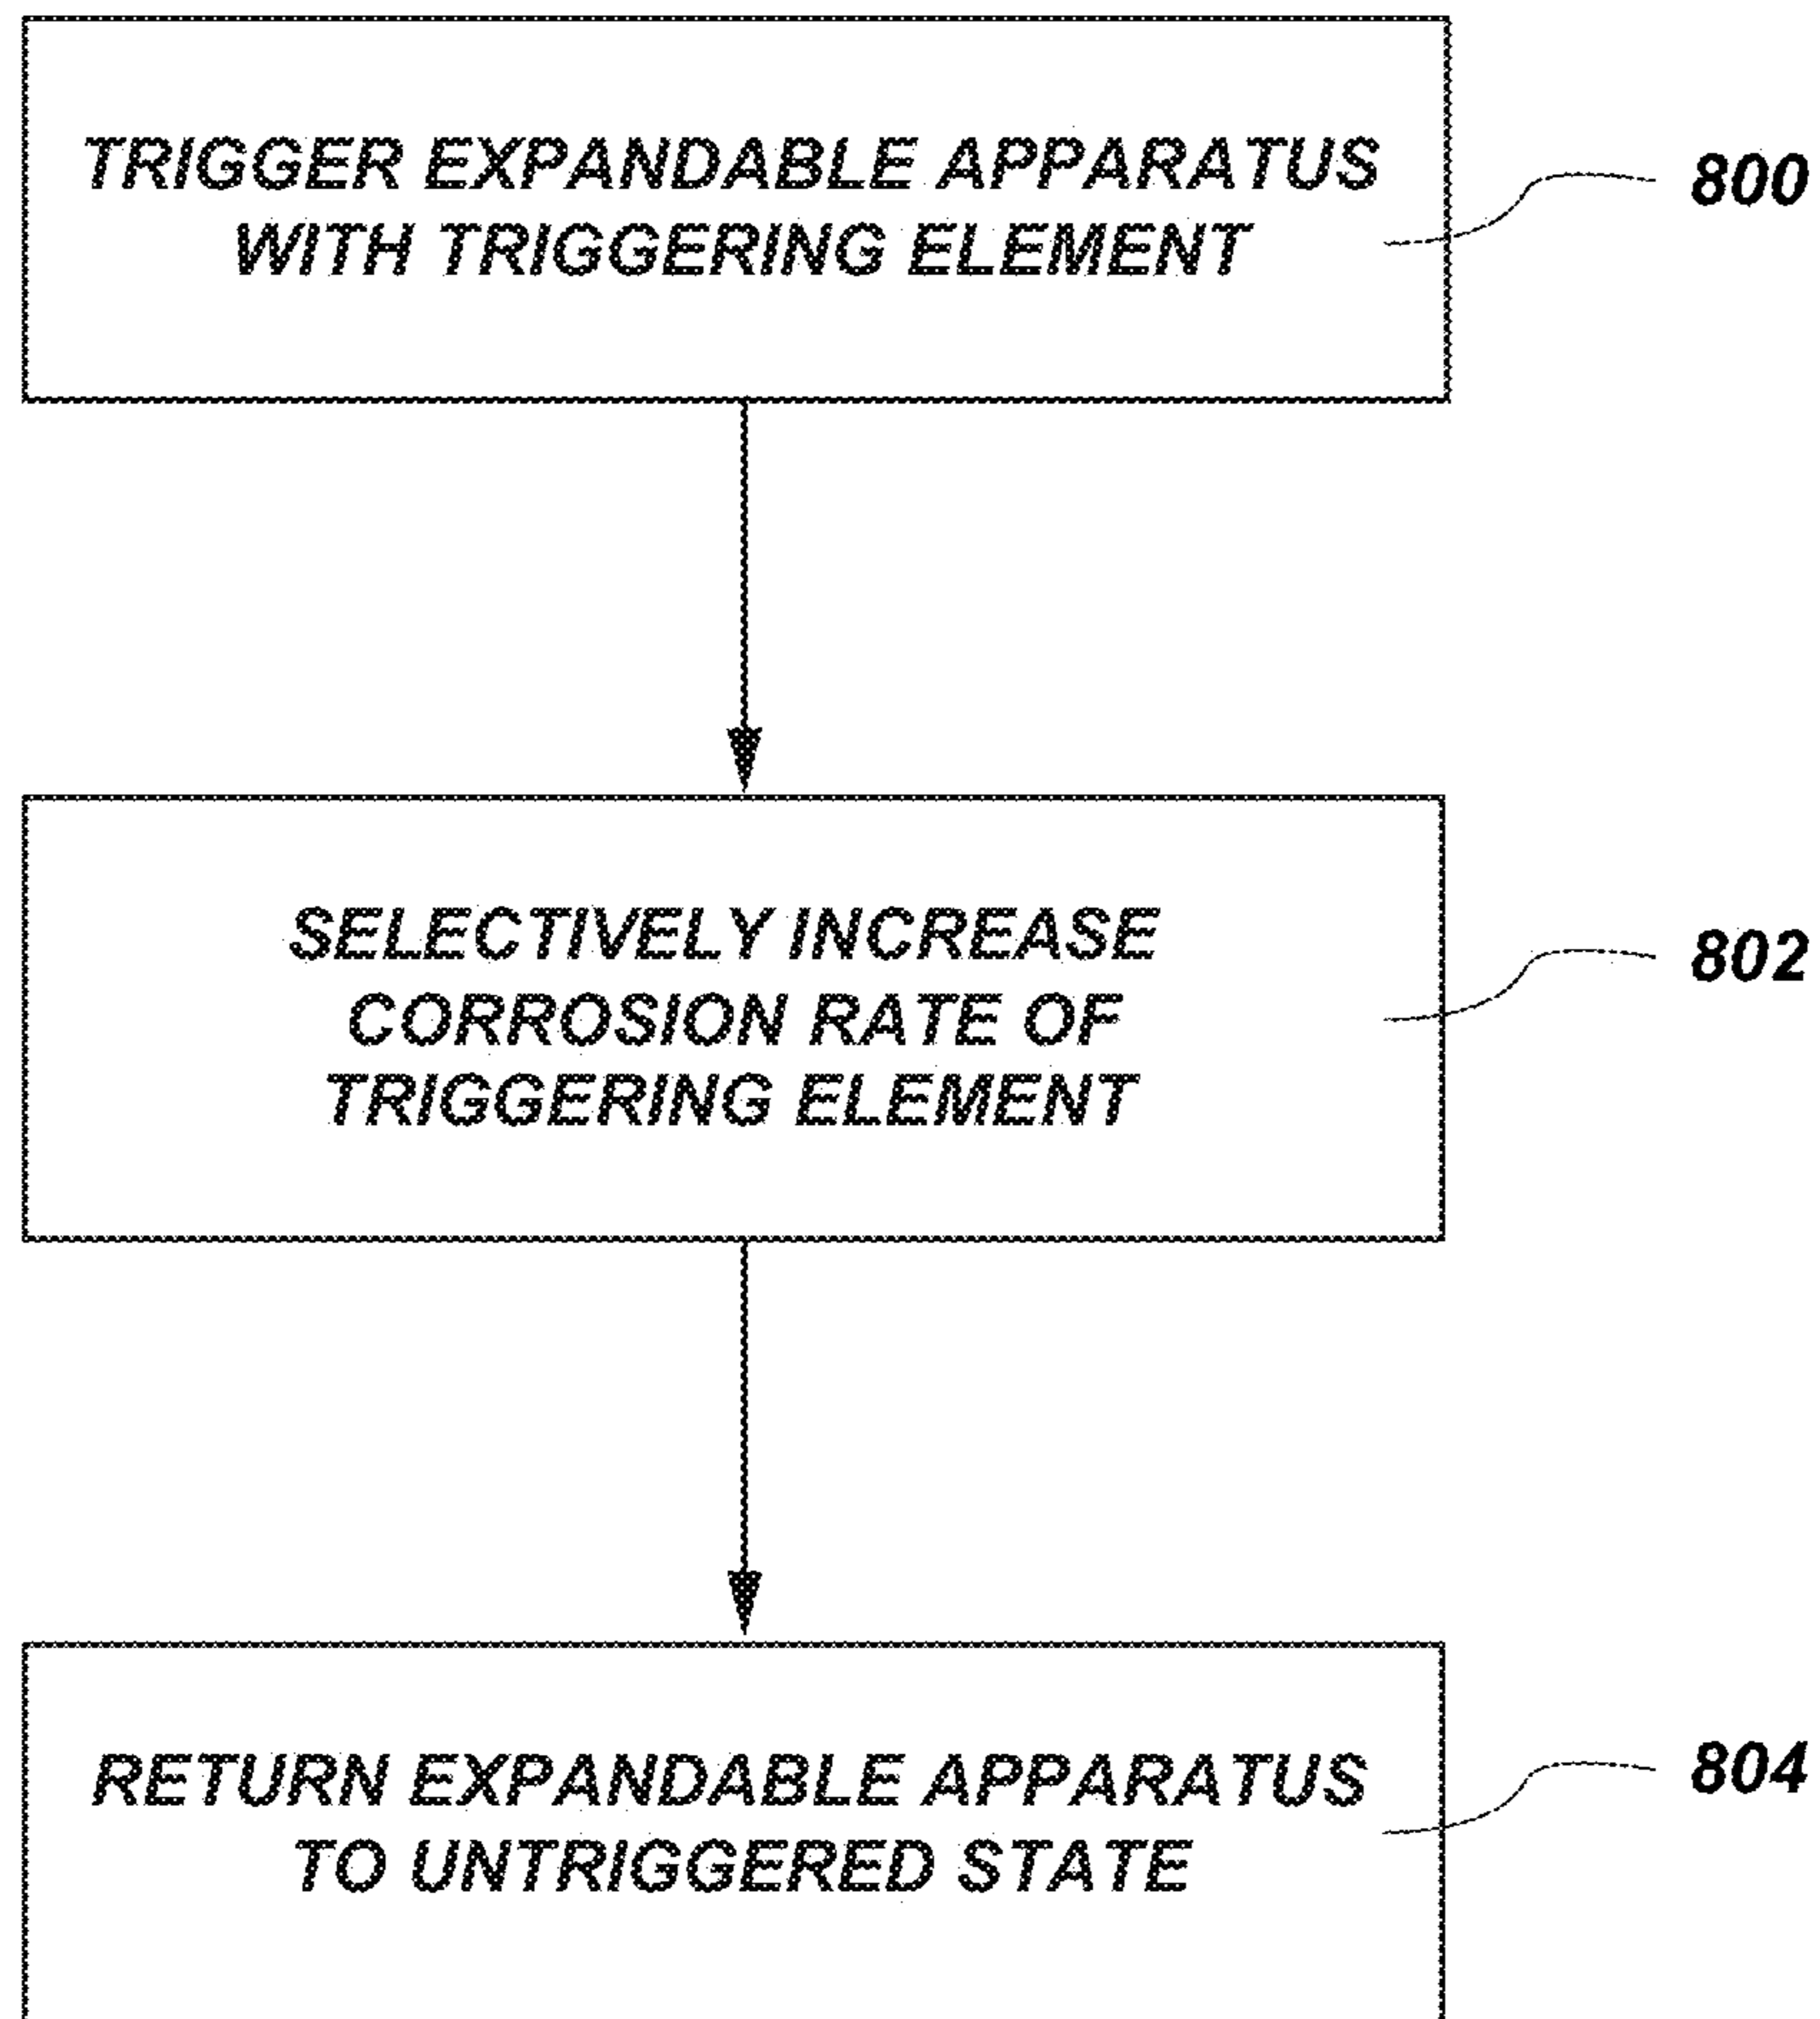 TRIGGER EXPANDABLE APPARATUS
WITH TRIGGERING ELEMENT
800
SELECTIVELY INCREASE
CORROSION RATE OF
TRIGGERING ELEMENT
802
RETURN EXPANDABLE APPARATUS
TO UNTRIGGERED STATE
804